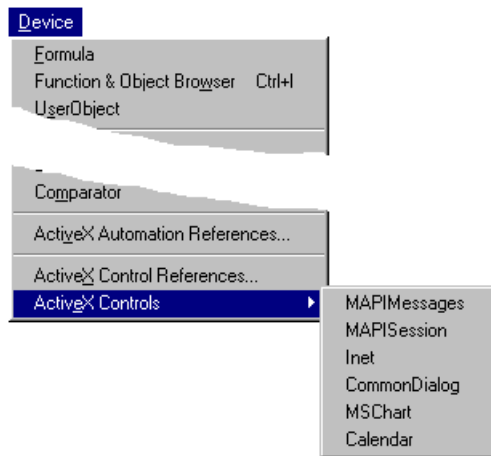 Device
Formula
Function & Object Browser Ctrl+I
UserObject
Comparator
ActiveX Automation References...
ActiveX Control References...
ActiveX Controls
MAPIMessages
MAPISession
Inet
CommonDialog
MSChart
Calendar